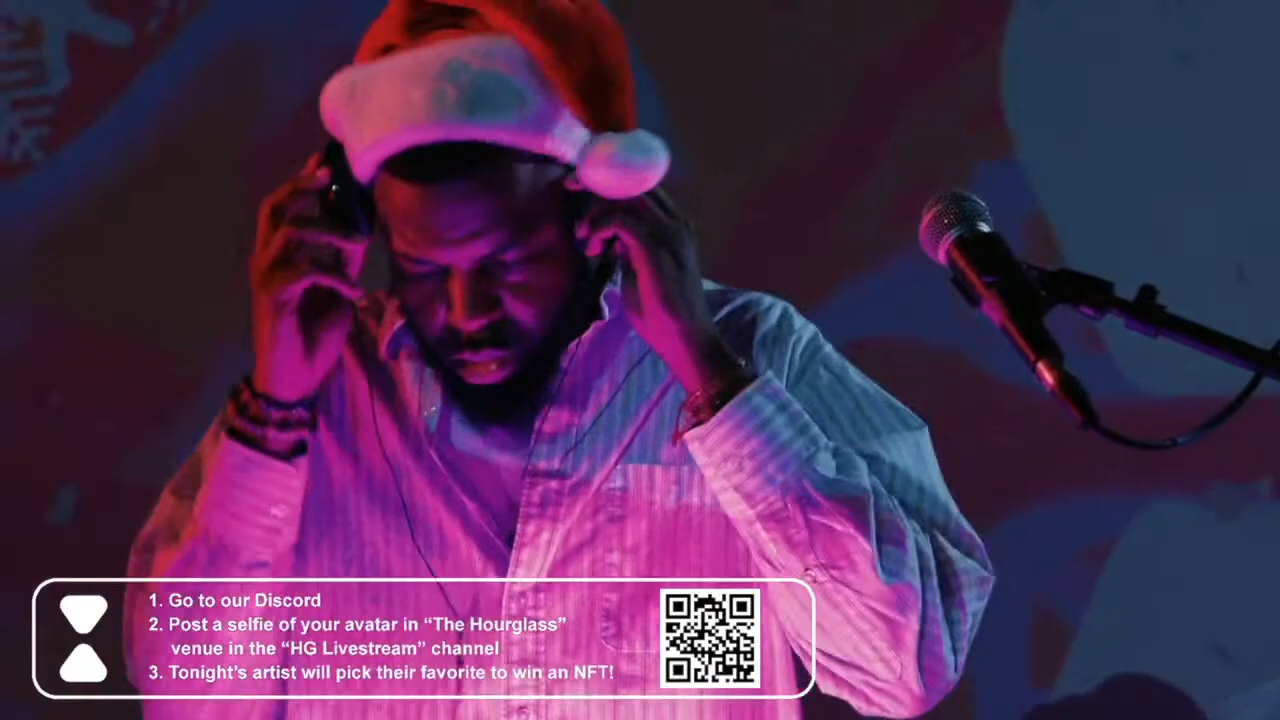 1. Go to our Discord
2. Post a selfie of your avatar in “The Hourglass”
venue in the “HG Livestream” channel
3. Tonight’s artist will pick their favorite to win an NFT!